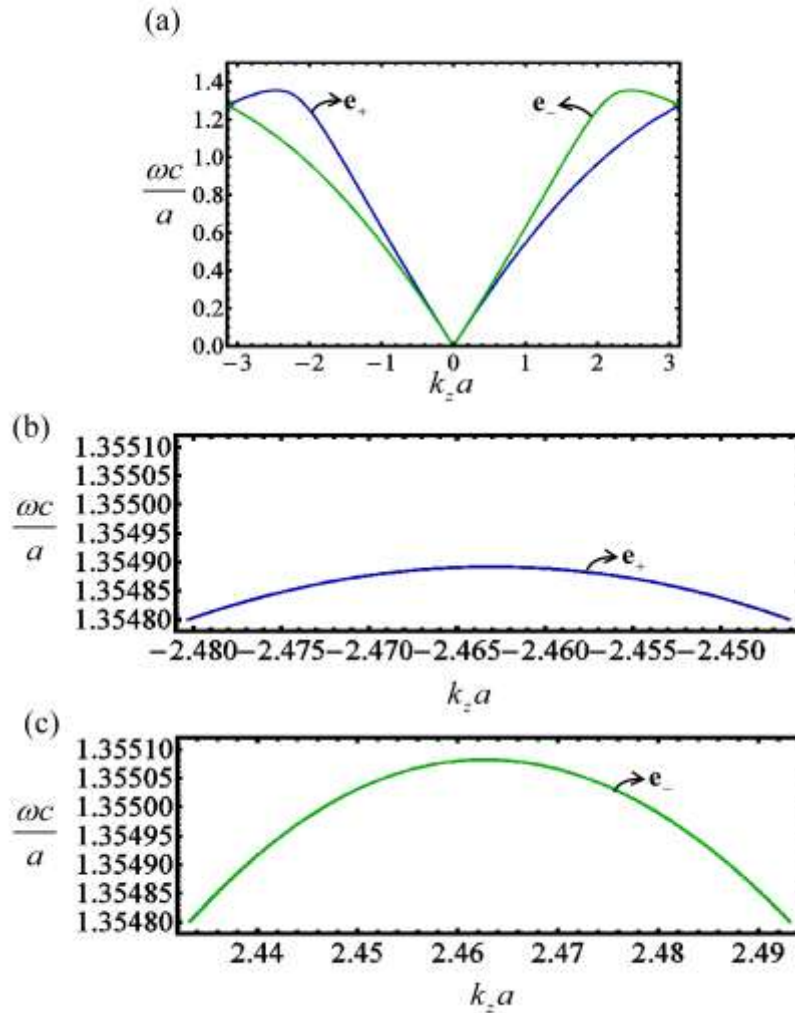 (a)
1.4
1.2
1.0
0.8
0.6
0.4
0.2
0.0
ωc
a
e₊
e₋
−3 −2 −1 0 1 2 3
k_z a
(b)
1.35510
1.35505
1.35500
1.35495
1.35490
1.35485
1.35480
ωc
a
e₊
−2.480 −2.475 −2.470 −2.465 −2.460 −2.455 −2.450
k_z a
(c)
1.35510
1.35505
1.35500
1.35495
1.35490
1.35485
1.35480
ωc
a
e₋
2.44 2.45 2.46 2.47 2.48 2.49
k_z a